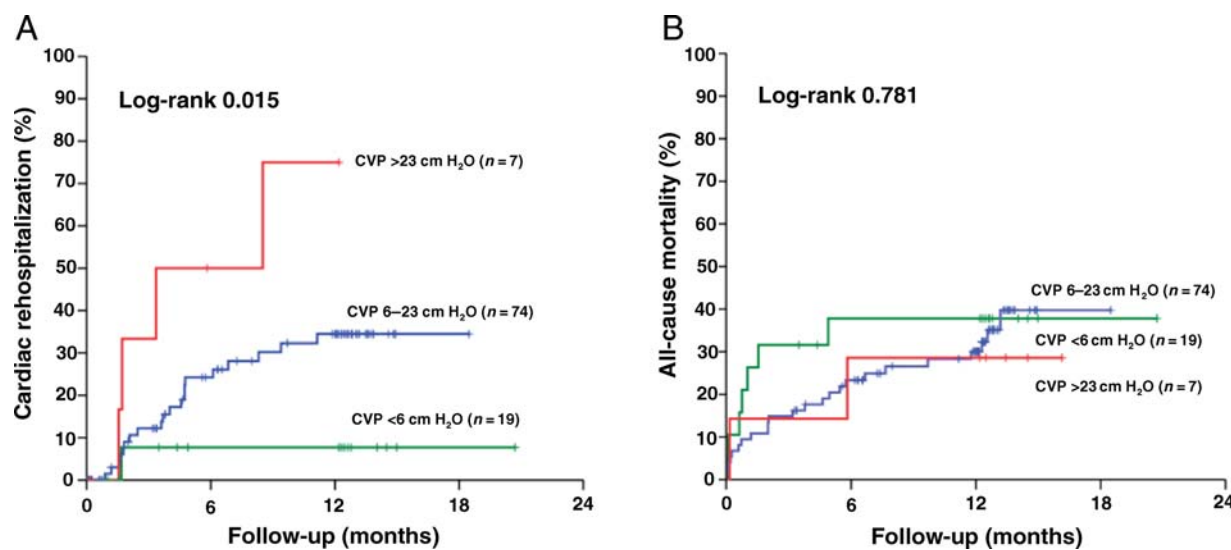 A
Cardiac rehospitalization (%)
100
90
80
70
60
50
40
30
20
10
0
Log-rank 0.015
CVP >23 cm H₂O (n = 7)
CVP 6–23 cm H₂O (n = 74)
CVP <6 cm H₂O (n = 19)
0 6 12 18 24
Follow-up (months)
B
All-cause mortality (%)
100
90
80
70
60
50
40
30
20
10
0
Log-rank 0.781
CVP 6–23 cm H₂O (n = 74)
CVP <6 cm H₂O (n = 19)
CVP >23 cm H₂O (n = 7)
0 6 12 18 24
Follow-up (months)